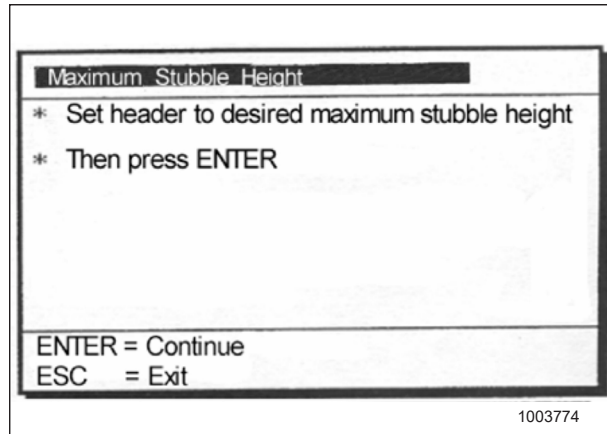 Maximum Stubble Height
* Set header to desired maximum stubble height
* Then press ENTER
ENTER = Continue
ESC = Exit
1003774